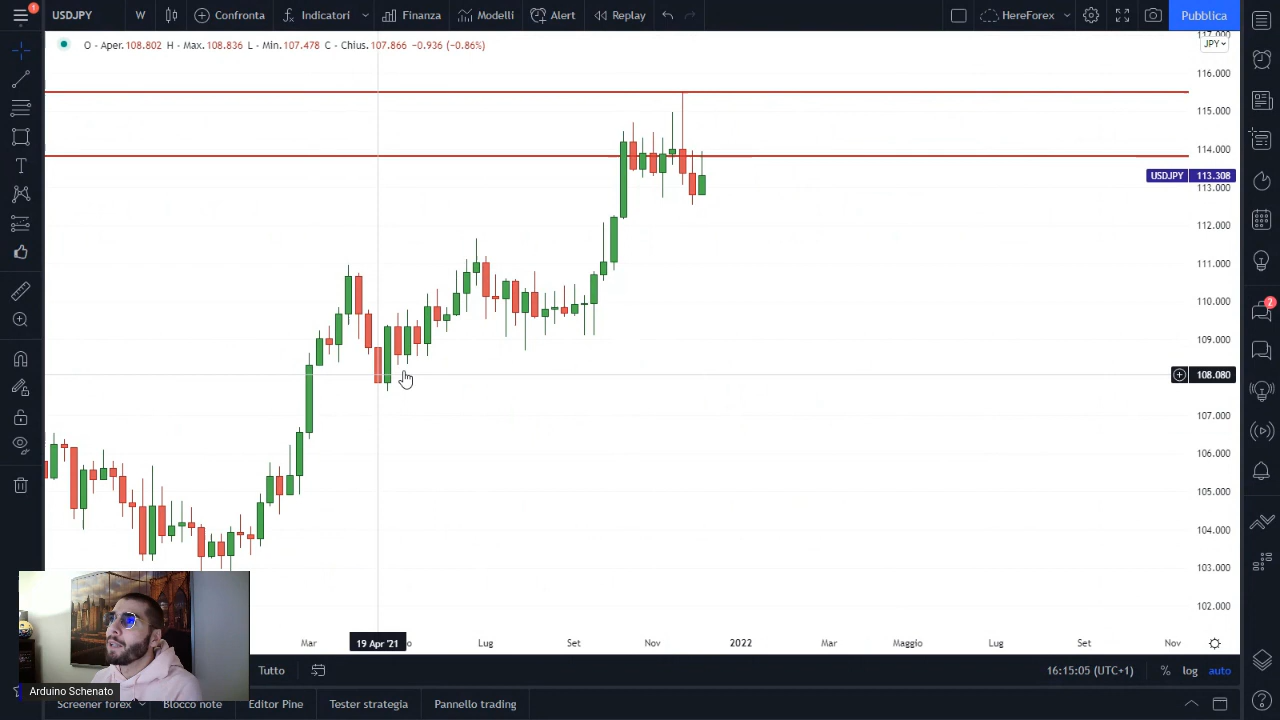 1
USDJPY W Confronta Indicatori Finanza Modelli Alert Replay HereForex Pubblica
O - Aper. 108.802 H - Max. 108.836 L - Min. 107.478 C - Chius. 107.866 −0.936 (−0.86%)
117.000
JPY
116.000
115.000
114.000
USDJPY 113.308
113.000
112.000
111.000
110.000
109.000
108.080
107.000
106.000
105.000
104.000
103.000
102.000
2
Mar 19 Apr '21 Lug Set Nov 2022 Mar Maggio Lug Set Nov
Tutto 16:15:05 (UTC+1) % log auto
Arduino Schenato
Screener forex Blocco note Editor Pine Tester strategia Pannello trading